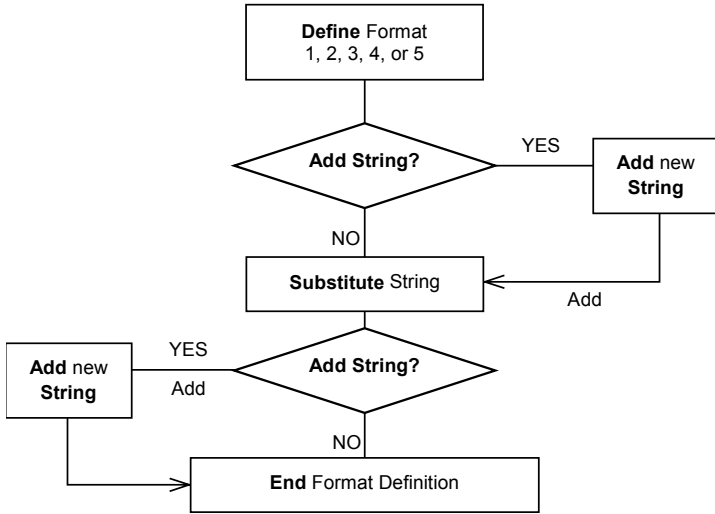 Define Format
1, 2, 3, 4, or 5
Add String?
YES
Add new
String
NO
Substitute String
Add
Add String?
YES
Add
Add new
String
NO
End Format Definition